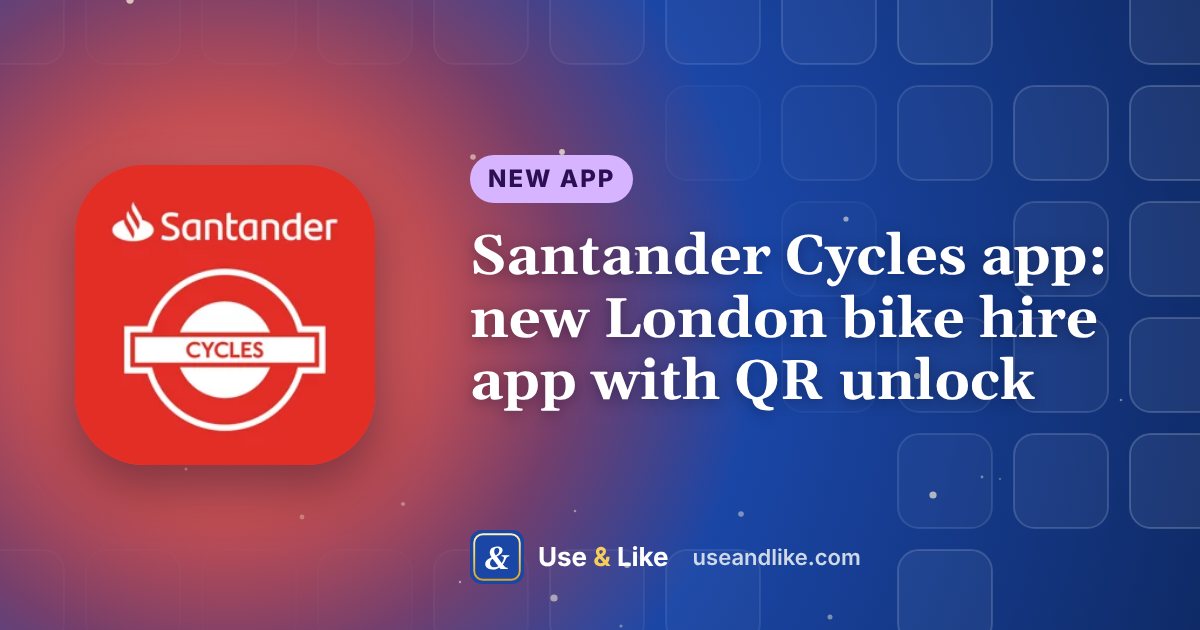 Santander
CYCLES
NEW APP
Santander Cycles app:
new London bike hire
app with QR unlock
& Use & Like useandlike.com